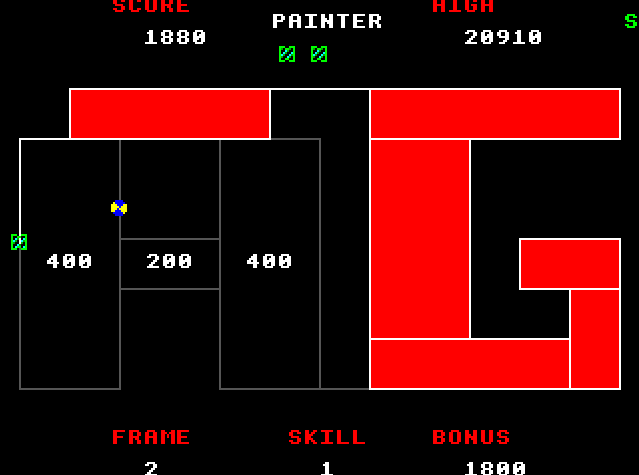 SCORE PAINTER HIGH
1880 20910 S
400 200 400
FRAME SKILL BONUS
2 1 1800